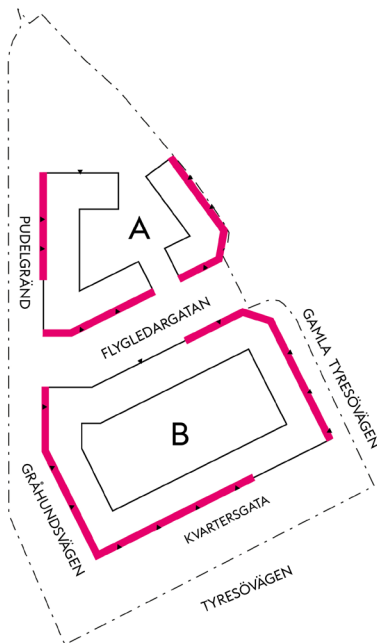 A
PUDELGRÄND
FLYGLEDARGATAN
GAMLA TYRESÖVÄGEN
B
GRÅHUNDSVÄGEN
KVARTERSGATA
TYRESÖVÄGEN